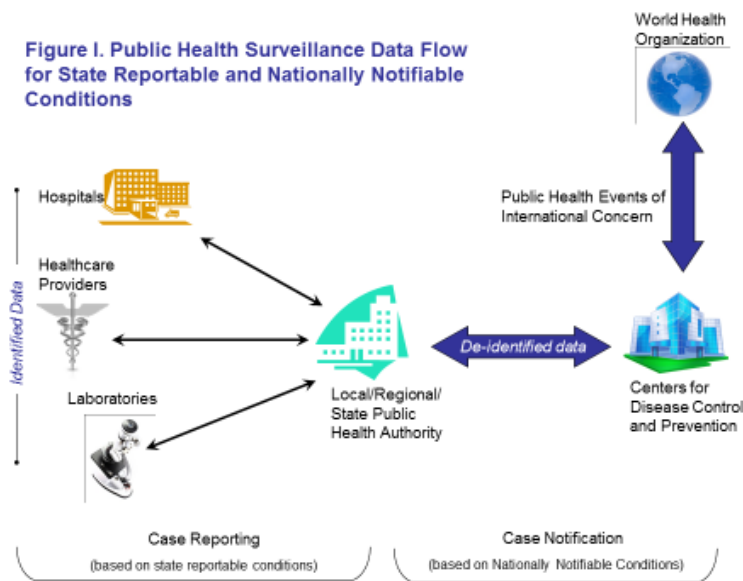 Figure I. Public Health Surveillance Data Flow
for State Reportable and Nationally Notifiable
Conditions
World Health
Organization
Public Health Events of
International Concern
Hospitals
Healthcare
Providers
Identified Data
Laboratories
Local/Regional/
State Public
Health Authority
De-identified data
Centers for
Disease Control
and Prevention
Case Reporting
(based on state reportable conditions)
Case Notification
(based on Nationally Notifiable Conditions)